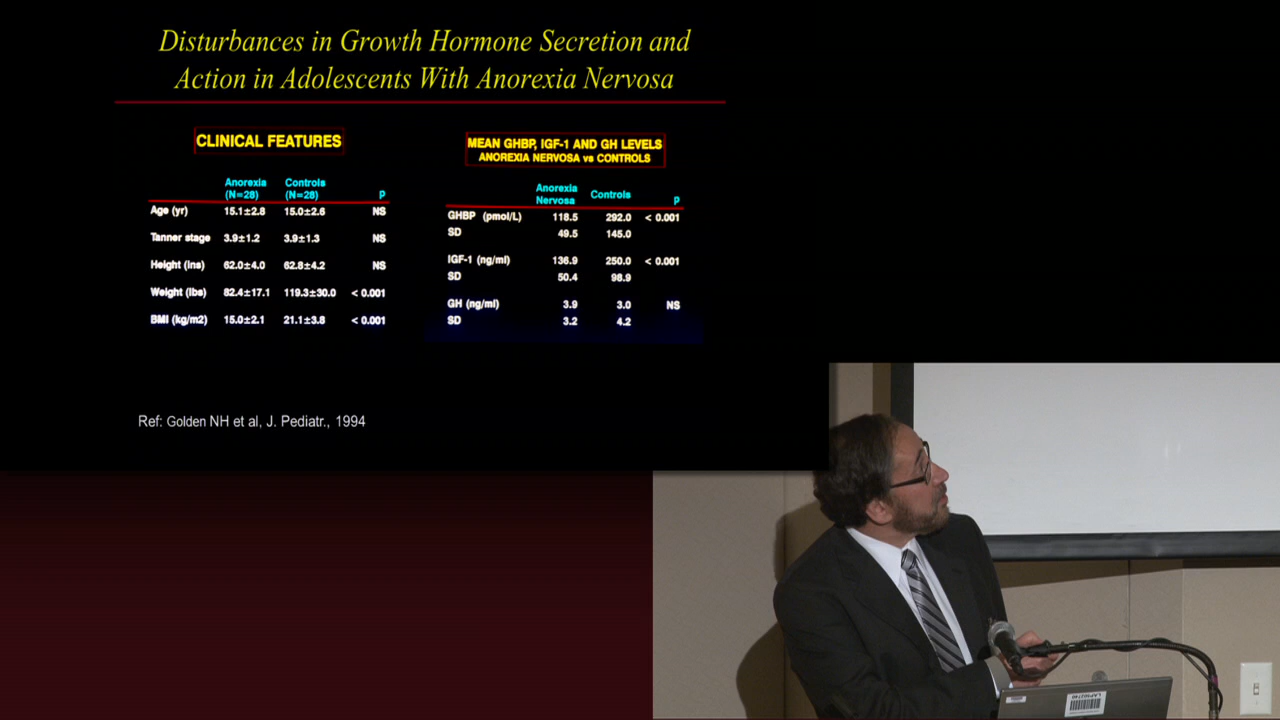 Disturbances in Growth Hormone Secretion and
Action in Adolescents With Anorexia Nervosa
CLINICAL FEATURES
Anorexia Controls
(N=28) (N=28) p
Age (yr) 15.1±2.8 15.0±2.6 NS
Tanner stage 3.9±1.2 3.9±1.3 NS
Height (ins) 62.0±4.0 62.8±4.2 NS
Weight (lbs) 82.4±17.1 119.3±30.0 < 0.001
BMI (kg/m2) 15.0±2.1 21.1±3.8 < 0.001
MEAN GHBP, IGF-1 AND GH LEVELS
ANOREXIA NERVOSA vs CONTROLS
Anorexia
Nervosa Controls p
GHBP (pmol/L) 118.5 292.0 < 0.001
SD 49.5 145.0
IGF-1 (ng/ml) 136.9 250.0 < 0.001
SD 50.4 98.9
GH (ng/ml) 3.9 3.0 NS
SD 3.2 4.2
Ref: Golden NH et al, J. Pediatr., 1994